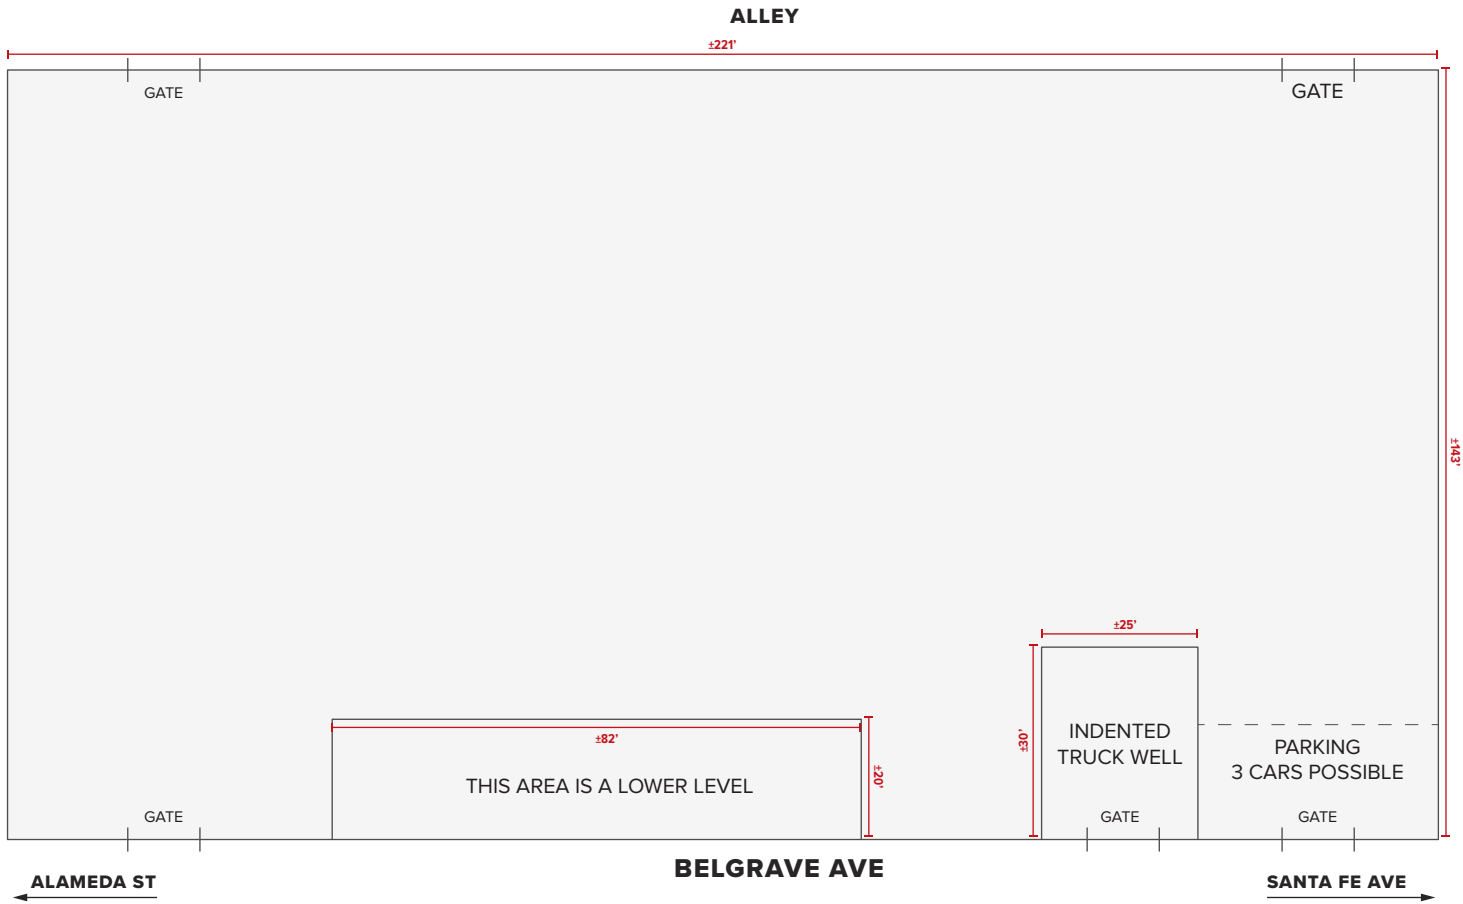 ALLEY
±221’
GATE
GATE
±143’
±25’
±30’
INDENTED
TRUCK WELL
±82’
±20’
THIS AREA IS A LOWER LEVEL
PARKING
3 CARS POSSIBLE
GATE
GATE
GATE
BELGRAVE AVE
ALAMEDA ST
SANTA FE AVE